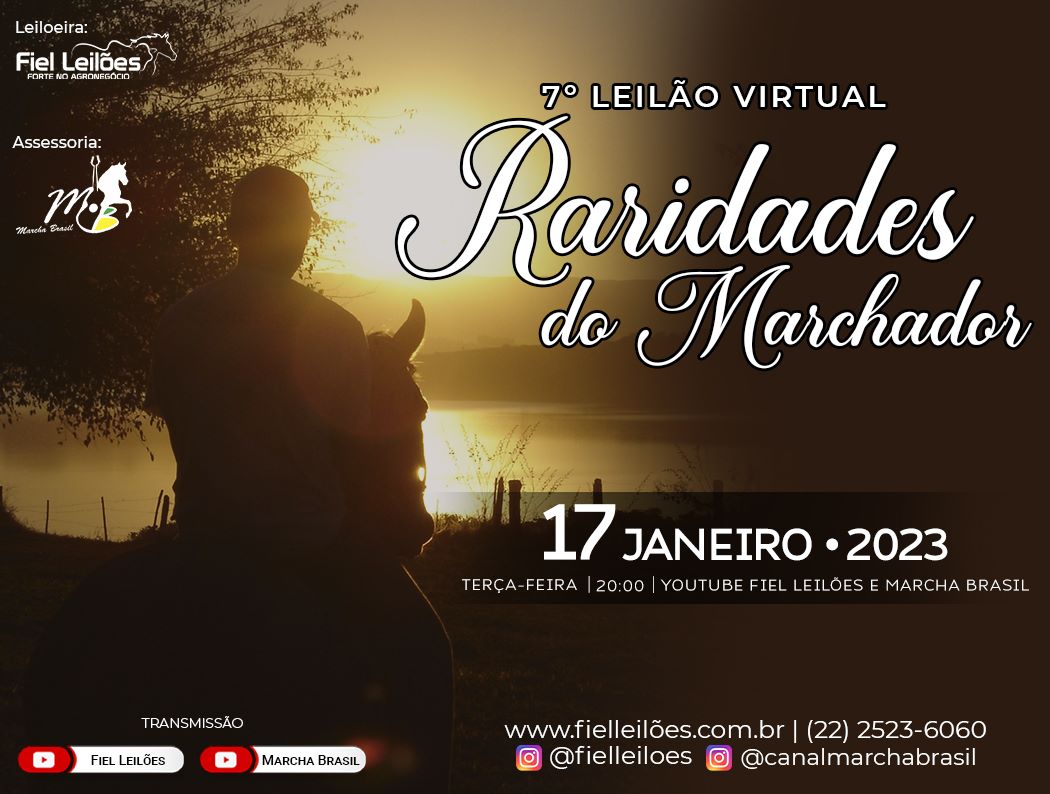 Leiloeira:
Fiel Leilões
FORTE NO AGRONEGÓCIO
Assessoria:
M.
Marcha Brasil
7º LEILÃO VIRTUAL
Raridades
do Marchador
17 JANEIRO • 2023
TERÇA-FEIRA | 20:00 | YOUTUBE FIEL LEILÕES E MARCHA BRASIL
TRANSMISSÃO
FIEL LEILÕES
MARCHA BRASIL
www.fielleilões.com.br | (22) 2523-6060
@fielleiloes @canalmarchabrasil